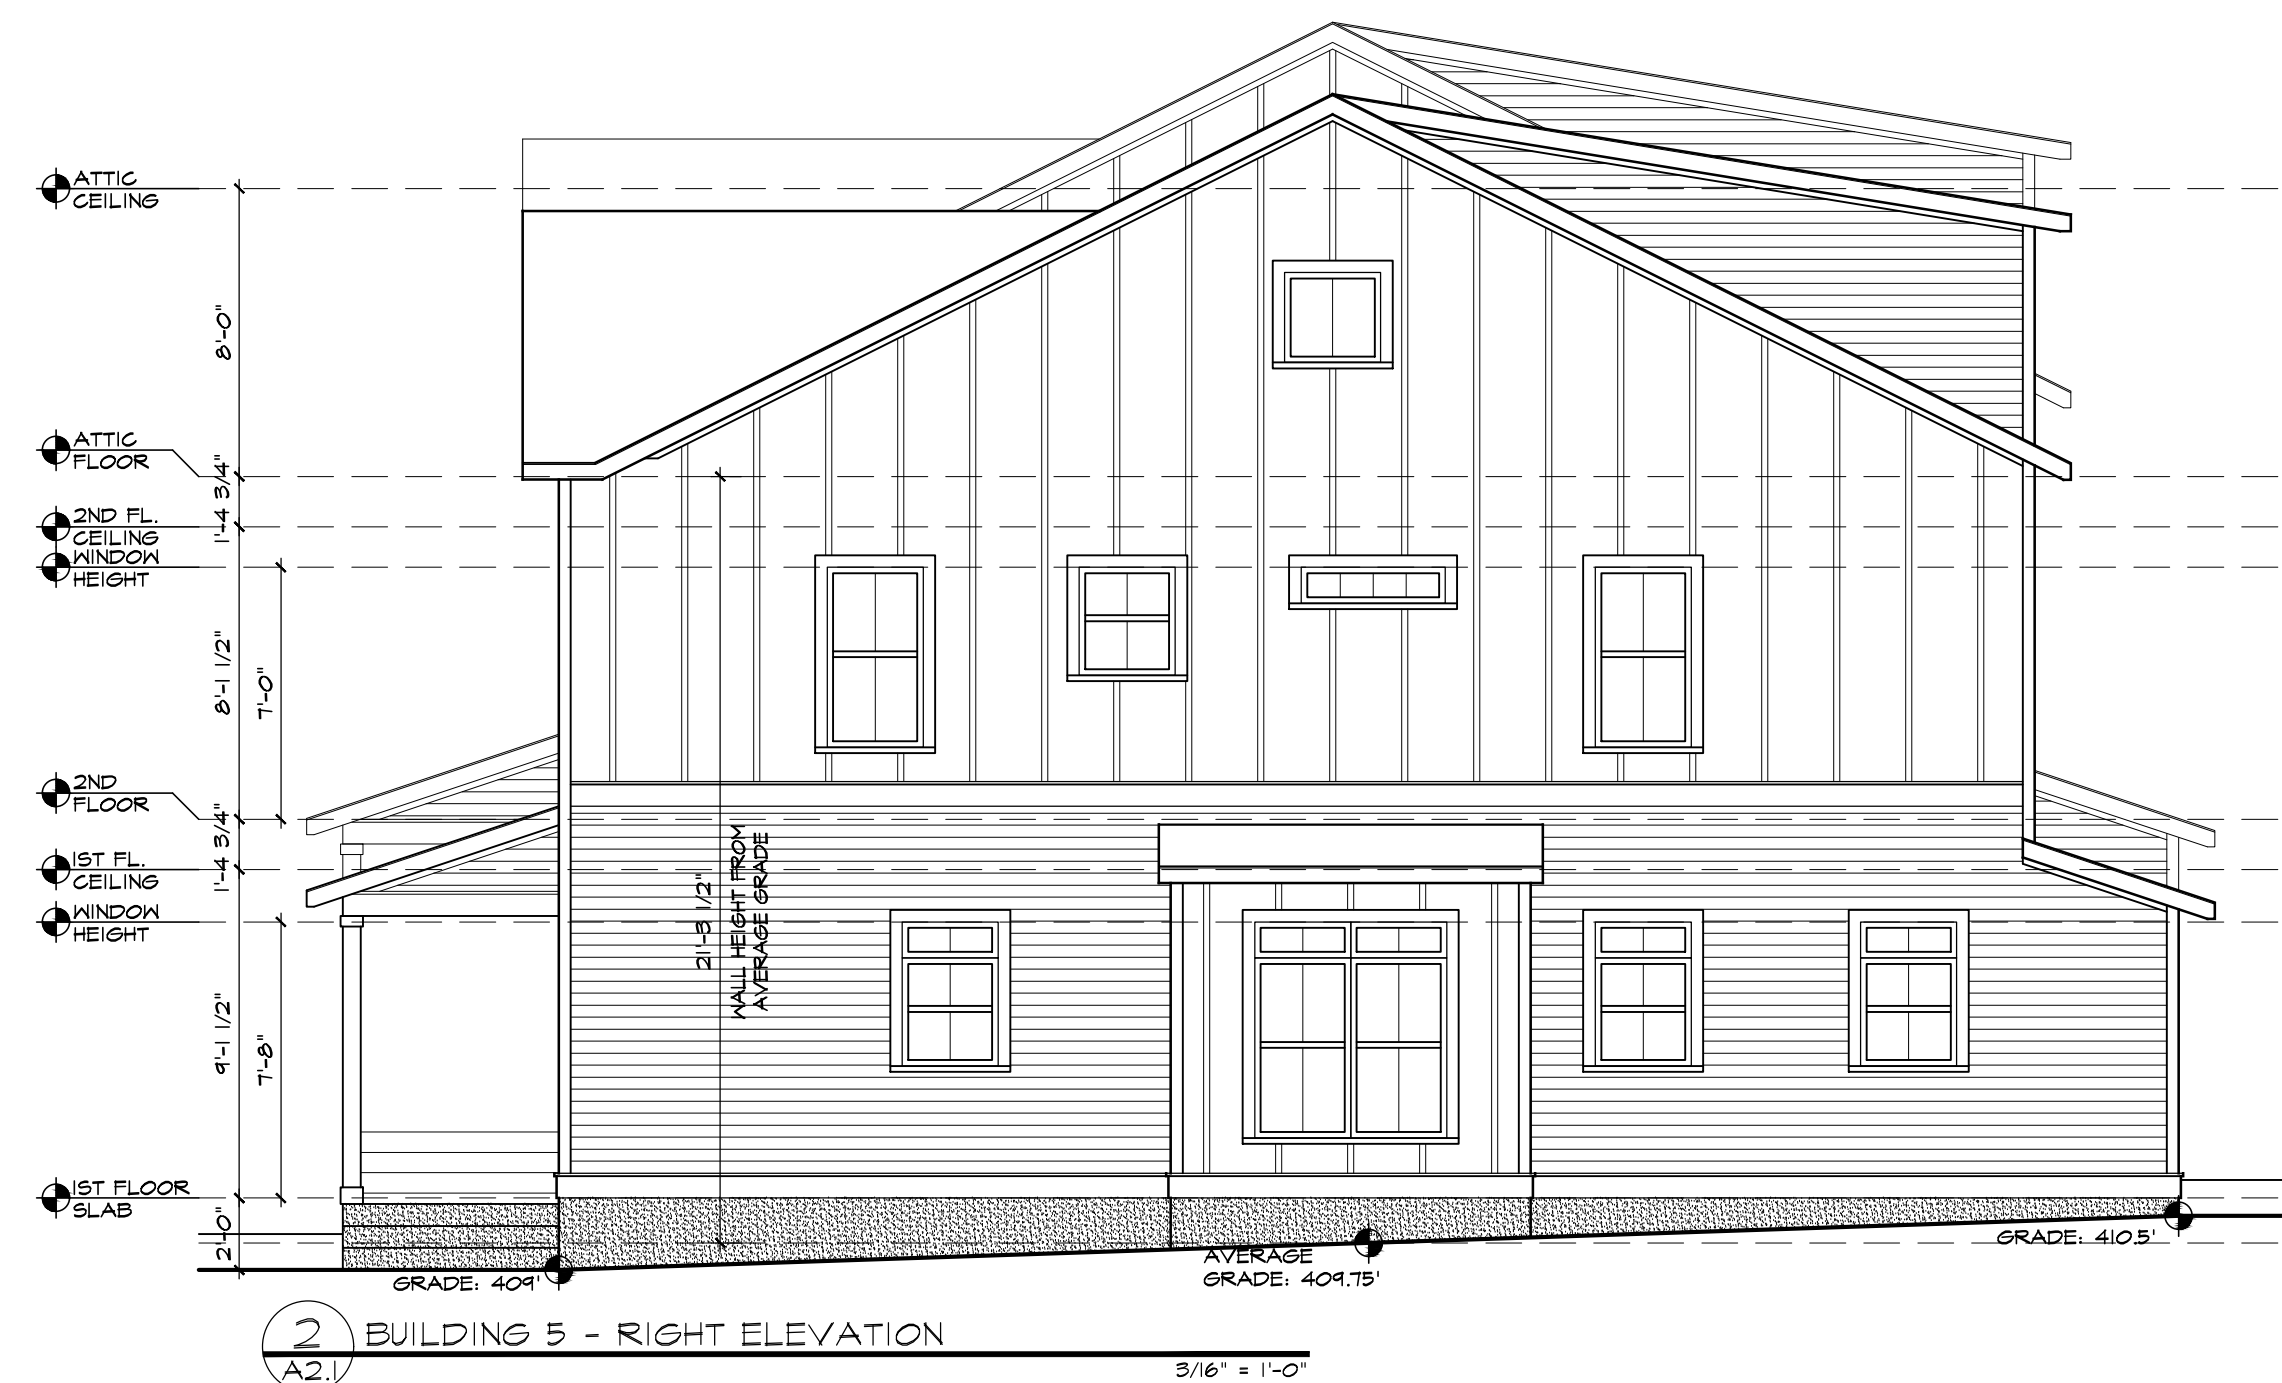 ATTIC
CEILING
8'-0"
ATTIC
FLOOR
1'-4 3/4"
2ND FL.
CEILING
WINDOW
HEIGHT
8'-1 1/2"
7'-0"
2ND
FLOOR
1'-4 3/4"
1ST FL.
CEILING
WINDOW
HEIGHT
9'-1 1/2"
7'-8"
21'-3 1/2"
WALL HEIGHT FROM
AVERAGE GRADE
1ST FLOOR
SLAB
2'-0"
GRADE: 409'
AVERAGE
GRADE: 409.75'
GRADE: 410.5'
2
A2.1
BUILDING 5 - RIGHT ELEVATION
3/16" = 1'-0"